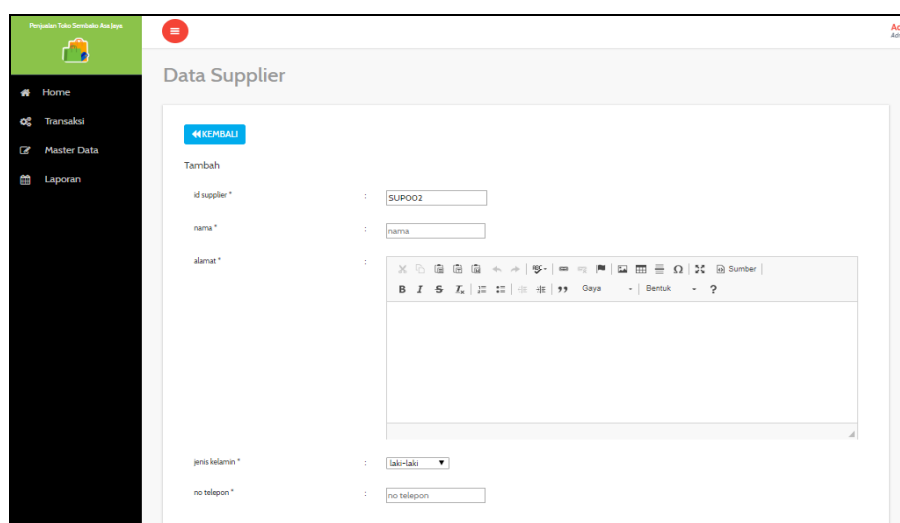 Penjualan Toko Sembako Asa Jaya
Home
Transaksi
Master Data
Laporan
Data Supplier
KEMBALI
Tambah
id supplier * : SUP002
nama * : nama
alamat * :
Sumber
B I S Ix Gaya Bentuk ?
jenis kelamin * : laki-laki
no telepon * : no telepon